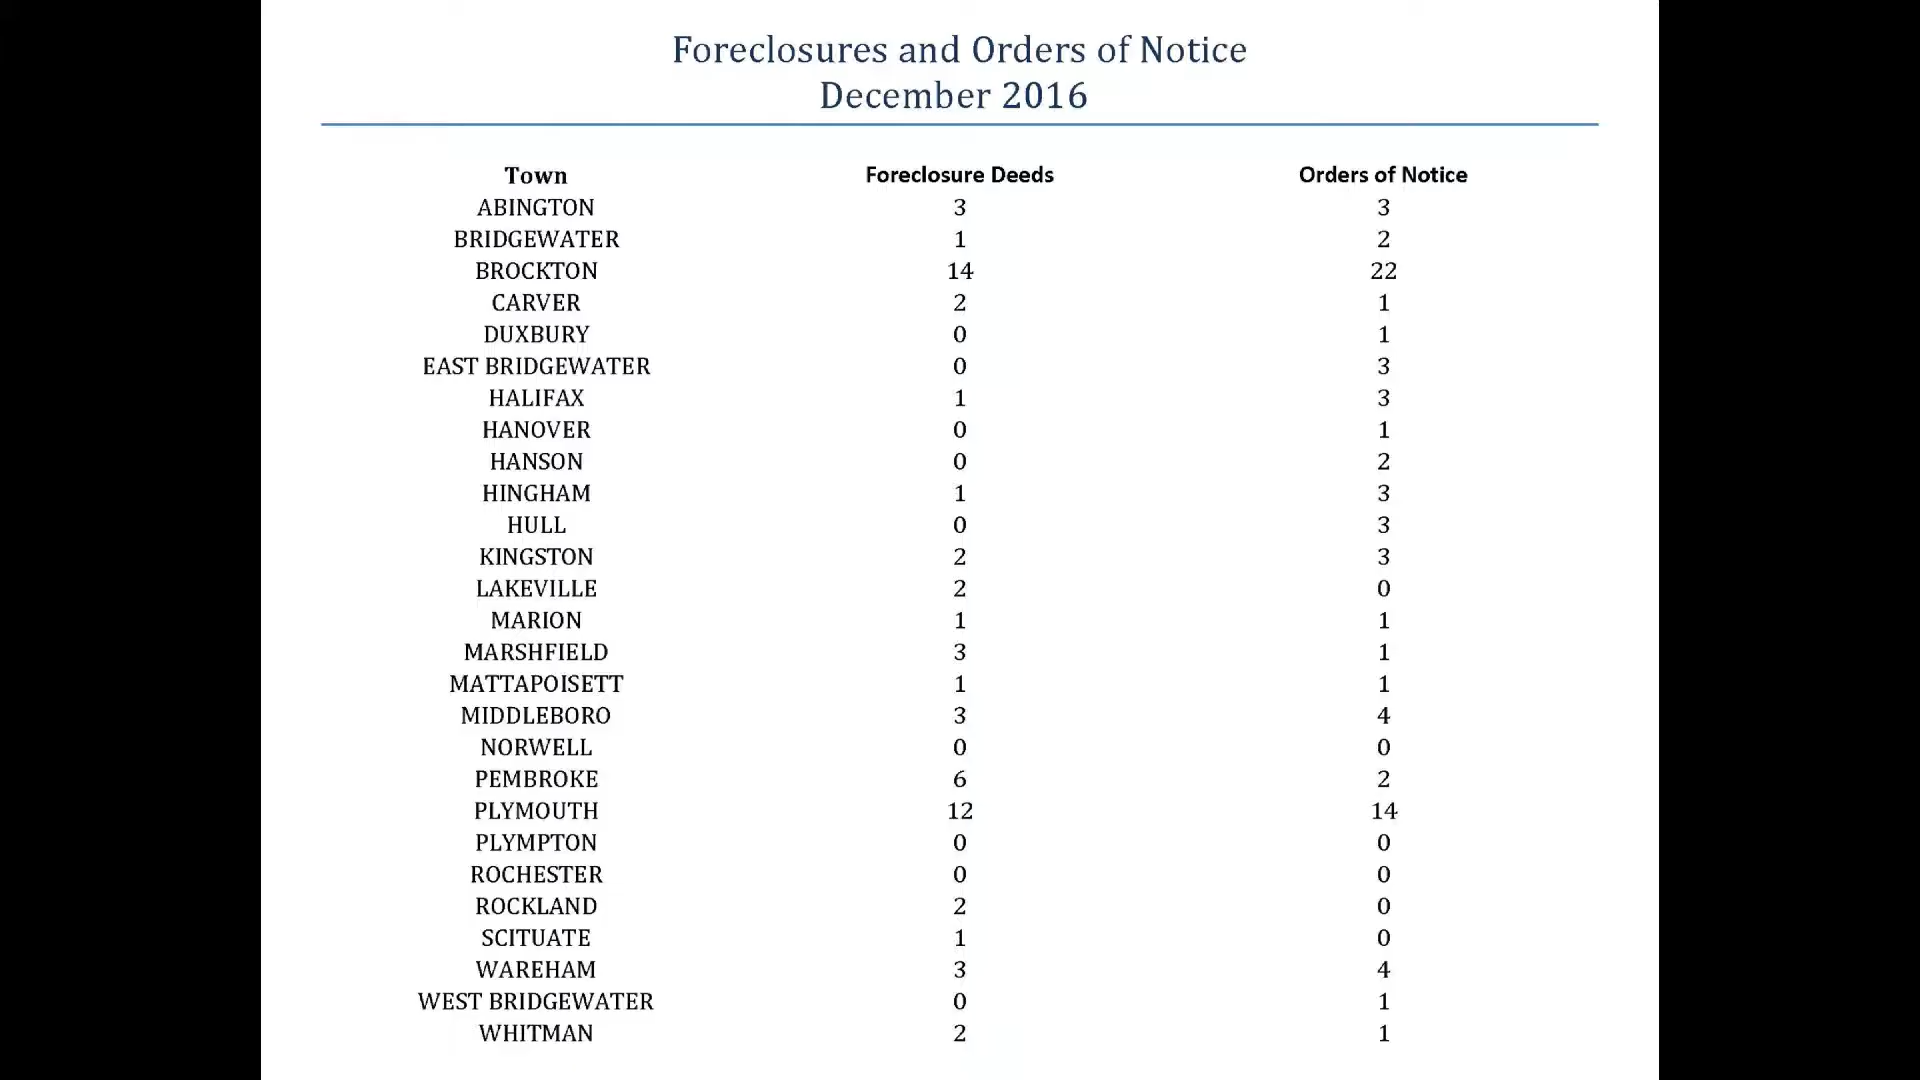 Foreclosures and Orders of Notice
December 2016
Town Foreclosure Deeds Orders of Notice
ABINGTON 3 3
BRIDGEWATER 1 2
BROCKTON 14 22
CARVER 2 1
DUXBURY 0 1
EAST BRIDGEWATER 0 3
HALIFAX 1 3
HANOVER 0 1
HANSON 0 2
HINGHAM 1 3
HULL 0 3
KINGSTON 2 3
LAKEVILLE 2 0
MARION 1 1
MARSHFIELD 3 1
MATTAPOISETT 1 1
MIDDLEBORO 3 4
NORWELL 0 0
PEMBROKE 6 2
PLYMOUTH 12 14
PLYMPTON 0 0
ROCHESTER 0 0
ROCKLAND 2 0
SCITUATE 1 0
WAREHAM 3 4
WEST BRIDGEWATER 0 1
WHITMAN 2 1